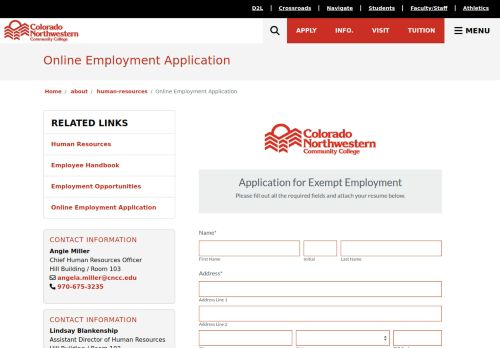 D2L | Crossroads | Navigate | Students | Faculty/Staff | Athletics
Colorado
Northwestern
Community College
APPLY INFO. VISIT TUITION MENU
Online Employment Application
Home / about / human-resources / Online Employment Application
RELATED LINKS
Human Resources
Employee Handbook
Employment Opportunities
Online Employment Application
CONTACT INFORMATION
Angie Miller
Chief Human Resources Officer
Hill Building / Room 103
angela.miller@cncc.edu
970-675-3235
CONTACT INFORMATION
Lindsay Blankenship
Assistant Director of Human Resources
Hill Building / Room 103
Colorado
Northwestern
Community College
Application for Exempt Employment
Please fill out all the required fields and attach your resume below.
Name*
First Name Initial Last Name
Address*
Address Line 1
Address Line 2